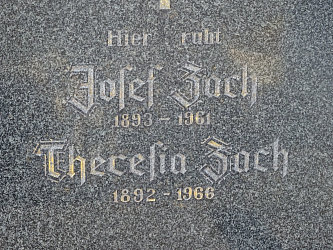 Hier ruht
Josef Zach
1893 - 1961
Theresia Zach
1892 - 1966